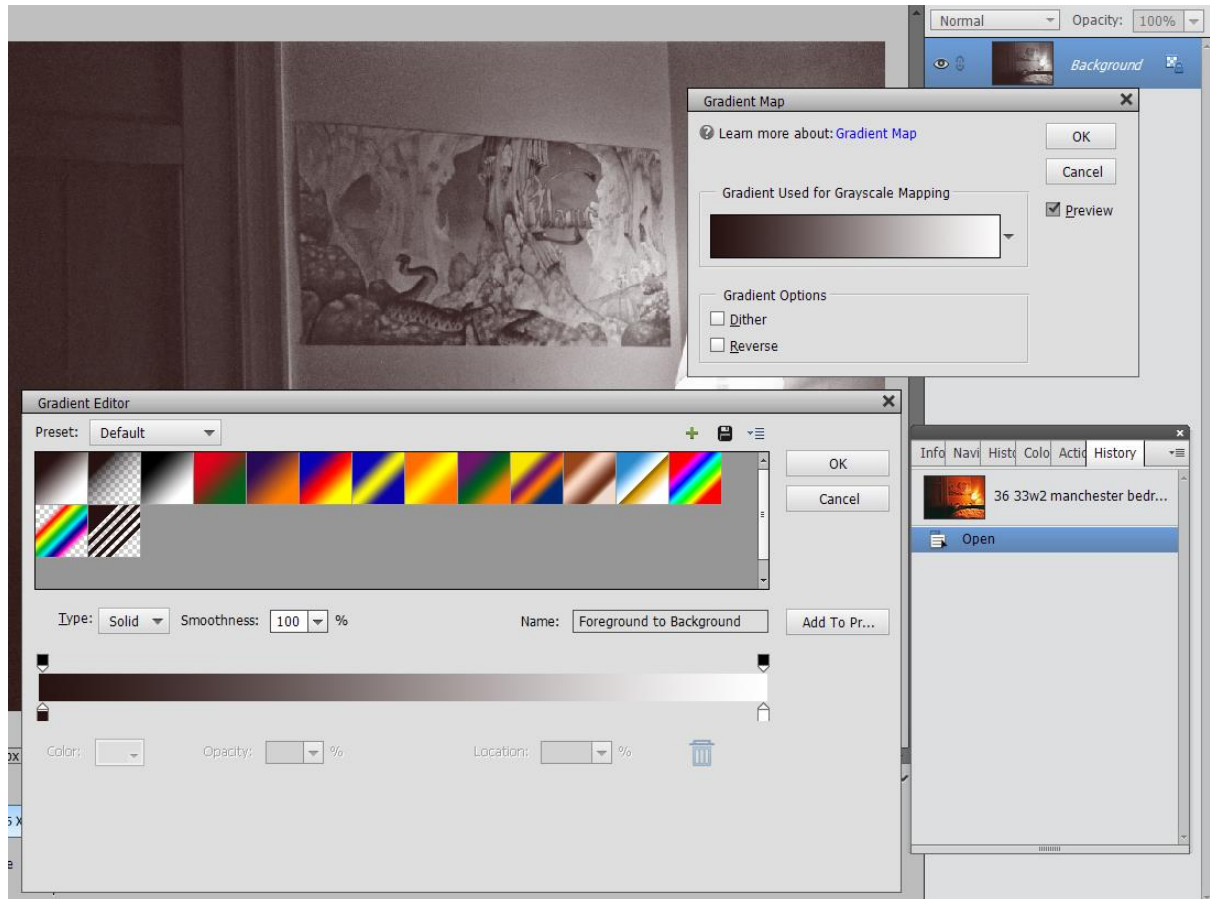 Normal Opacity: 100%
Background
Gradient Map
Learn more about: Gradient Map
OK
Cancel
Preview
Gradient Used for Grayscale Mapping
Gradient Options
Dither
Reverse
Gradient Editor
Preset: Default
OK
Cancel
Type: Solid Smoothness: 100 % Name: Foreground to Background Add To Pr...
Color: Opacity: % Location: %
Info Navi Histo Colo Actio History
36 33w2 manchester bedr...
Open
px
5 X
e